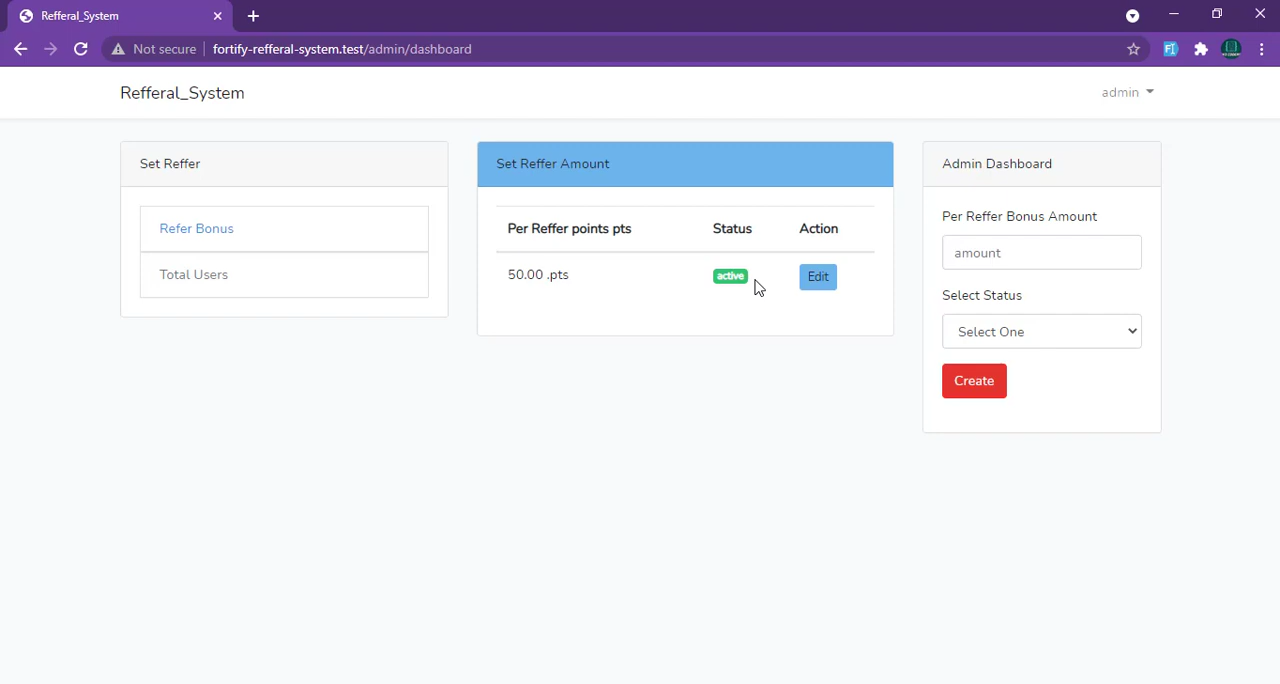 Refferal_System
Not secure
fortify-refferal-system.test/admin/dashboard
Refferal_System
admin
Set Reffer
Refer Bonus
Total Users
Set Reffer Amount
Per Reffer points pts Status Action
50.00 .pts active Edit
Admin Dashboard
Per Reffer Bonus Amount
amount
Select Status
Select One
Create